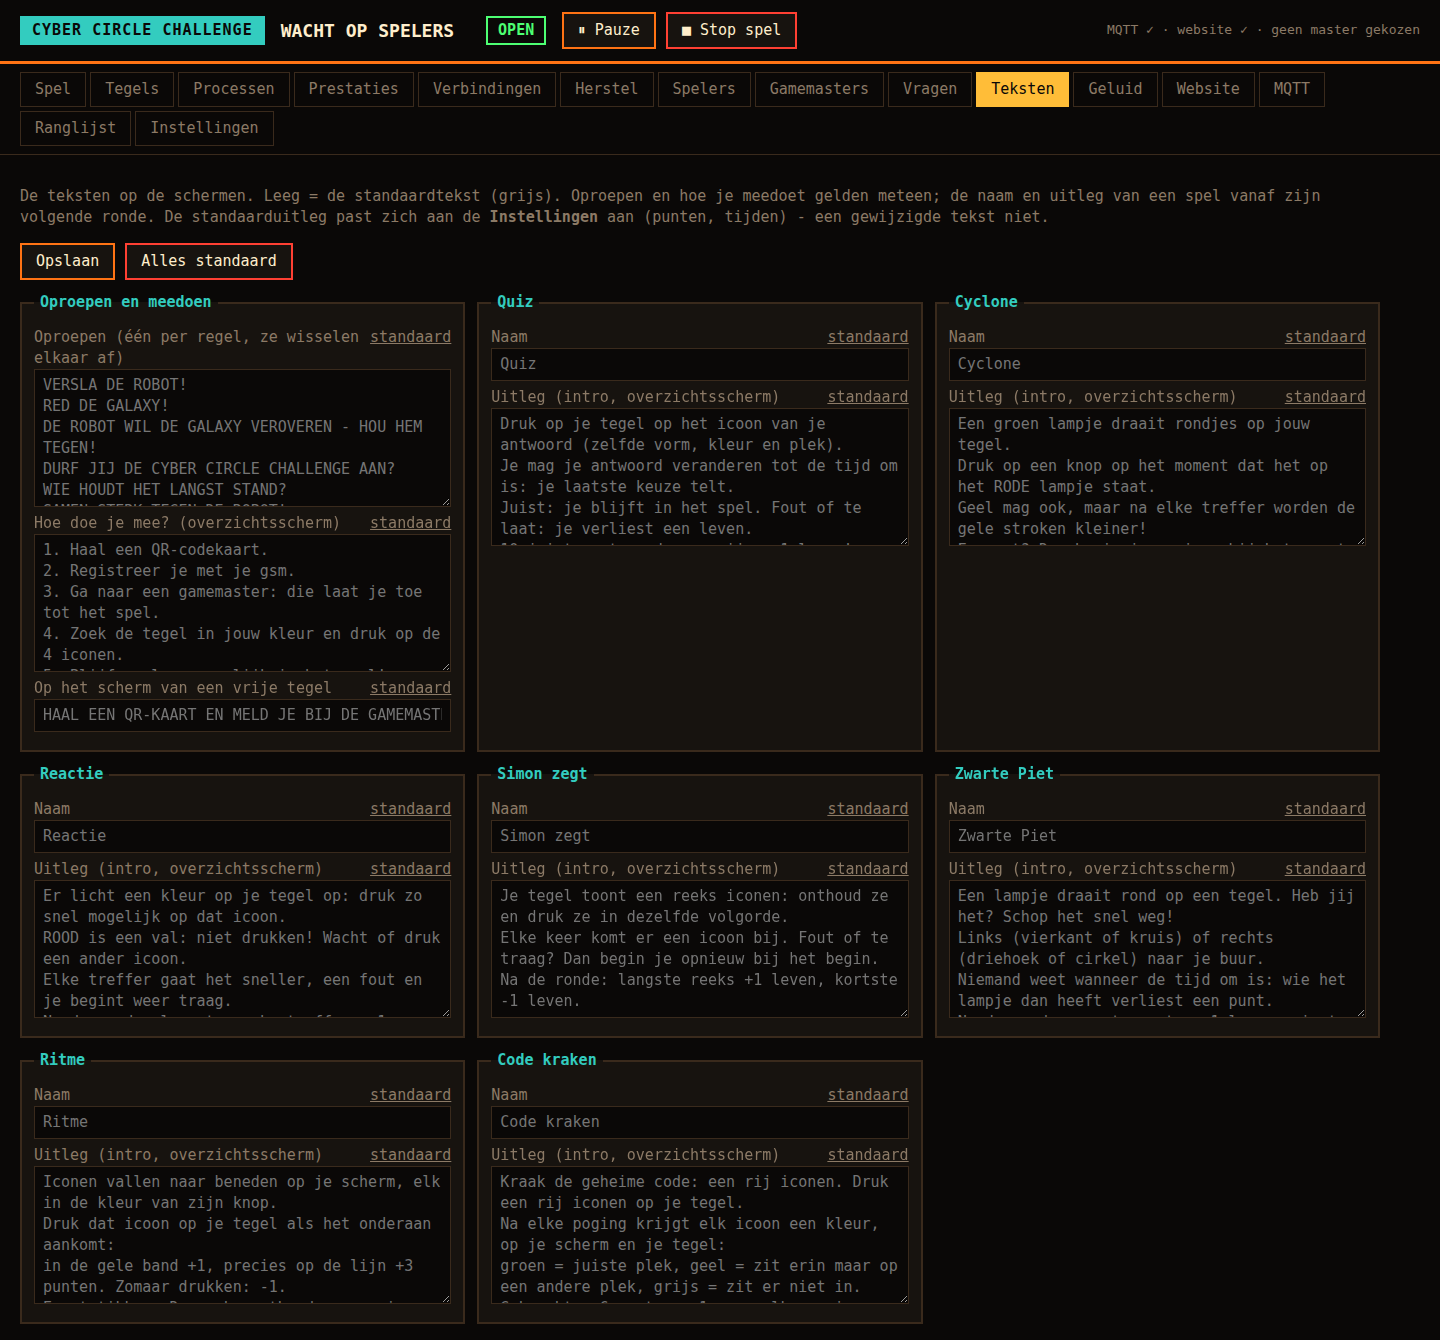 CYBER CIRCLE CHALLENGE WACHT OP SPELERS OPEN ⏸ Pauze ■ Stop spel MQTT ✓ · website ✓ · geen master gekozen
Spel Tegels Processen Prestaties Verbindingen Herstel Spelers Gamemasters Vragen Teksten Geluid Website MQTT
Ranglijst Instellingen
De teksten op de schermen. Leeg = de standaardtekst (grijs). Oproepen en hoe je meedoet gelden meteen; de naam en uitleg van een spel vanaf zijn
volgende ronde. De standaarduitleg past zich aan de Instellingen aan (punten, tijden) - een gewijzigde tekst niet.
Opslaan Alles standaard
Oproepen en meedoen
Oproepen (één per regel, ze wisselen elkaar af) standaard
VERSLA DE ROBOT!
RED DE GALAXY!
DE ROBOT WIL DE GALAXY VEROVEREN - HOU HEM
TEGEN!
DURF JIJ DE CYBER CIRCLE CHALLENGE AAN?
WIE HOUDT HET LANGST STAND?
Hoe doe je mee? (overzichtsscherm) standaard
1. Haal een QR-codekaart.
2. Registreer je met je gsm.
3. Ga naar een gamemaster: die laat je toe
tot het spel.
4. Zoek de tegel in jouw kleur en druk op de
4 iconen.
Op het scherm van een vrije tegel standaard
HAAL EEN QR-KAART EN MELD JE BIJ DE GAMEMAST
Quiz
Naam standaard
Quiz
Uitleg (intro, overzichtsscherm) standaard
Druk op je tegel op het icoon van je
antwoord (zelfde vorm, kleur en plek).
Je mag je antwoord veranderen tot de tijd om
is: je laatste keuze telt.
Juist: je blijft in het spel. Fout of te
laat: je verliest een leven.
Cyclone
Naam standaard
Cyclone
Uitleg (intro, overzichtsscherm) standaard
Een groen lampje draait rondjes op jouw
tegel.
Druk op een knop op het moment dat het op
het RODE lampje staat.
Geel mag ook, maar na elke treffer worden de
gele stroken kleiner!
Reactie
Naam standaard
Reactie
Uitleg (intro, overzichtsscherm) standaard
Er licht een kleur op je tegel op: druk zo
snel mogelijk op dat icoon.
ROOD is een val: niet drukken! Wacht of druk
een ander icoon.
Elke treffer gaat het sneller, een fout en
je begint weer traag.
Simon zegt
Naam standaard
Simon zegt
Uitleg (intro, overzichtsscherm) standaard
Je tegel toont een reeks iconen: onthoud ze
en druk ze in dezelfde volgorde.
Elke keer komt er een icoon bij. Fout of te
traag? Dan begin je opnieuw bij het begin.
Na de ronde: langste reeks +1 leven, kortste
-1 leven.
Zwarte Piet
Naam standaard
Zwarte Piet
Uitleg (intro, overzichtsscherm) standaard
Een lampje draait rond op een tegel. Heb jij
het? Schop het snel weg!
Links (vierkant of kruis) of rechts
(driehoek of cirkel) naar je buur.
Niemand weet wanneer de tijd om is: wie het
lampje dan heeft verliest een punt.
Ritme
Naam standaard
Ritme
Uitleg (intro, overzichtsscherm) standaard
Iconen vallen naar beneden op je scherm, elk
in de kleur van zijn knop.
Druk dat icoon op je tegel als het onderaan
aankomt:
in de gele band +1, precies op de lijn +3
punten. Zomaar drukken: -1.
Code kraken
Naam standaard
Code kraken
Uitleg (intro, overzichtsscherm) standaard
Kraak de geheime code: een rij iconen. Druk
een rij iconen op je tegel.
Na elke poging krijgt elk icoon een kleur,
op je scherm en je tegel:
groen = juiste plek, geel = zit erin maar op
een andere plek, grijs = zit er niet in.